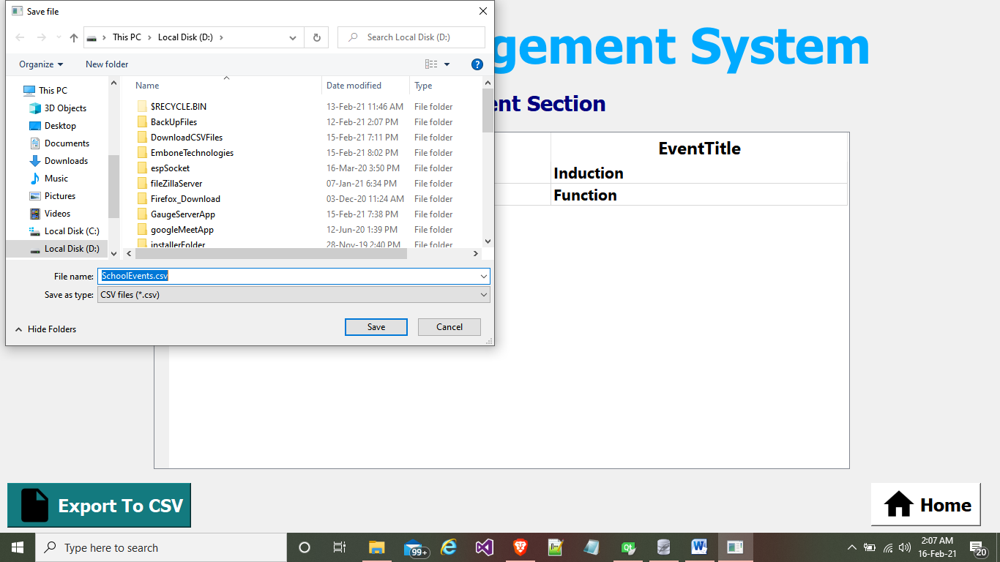 Save file
This PC > Local Disk (D:) >
Search Local Disk (D:)
Organize
New folder
?
This PC
3D Objects
Desktop
Documents
Downloads
Music
Pictures
Videos
Local Disk (C:)
Local Disk (D:)
Name Date modified Type
$RECYCLE.BIN 13-Feb-21 11:46 AM File folder
BackUpFiles 12-Feb-21 2:07 PM File folder
DownloadCSVFiles 15-Feb-21 7:11 PM File folder
EmboneTechnologies 15-Feb-21 8:02 PM File folder
espSocket 16-Mar-20 3:50 PM File folder
fileZillaServer 07-Jan-21 6:34 PM File folder
Firefox_Download 03-Dec-20 11:24 AM File folder
GaugeServerApp 15-Feb-21 7:38 PM File folder
googleMeetApp 12-Jun-20 1:39 PM File folder
installerFolder 28-Nov-19 2:40 PM File folder
File name: SchoolEvents.csv
Save as type: CSV files (*.csv)
Hide Folders
Save
Cancel
gement System
ent Section
EventTitle
Induction
Function
Export To CSV
Home
Type here to search
99+
2:07 AM
16-Feb-21
20